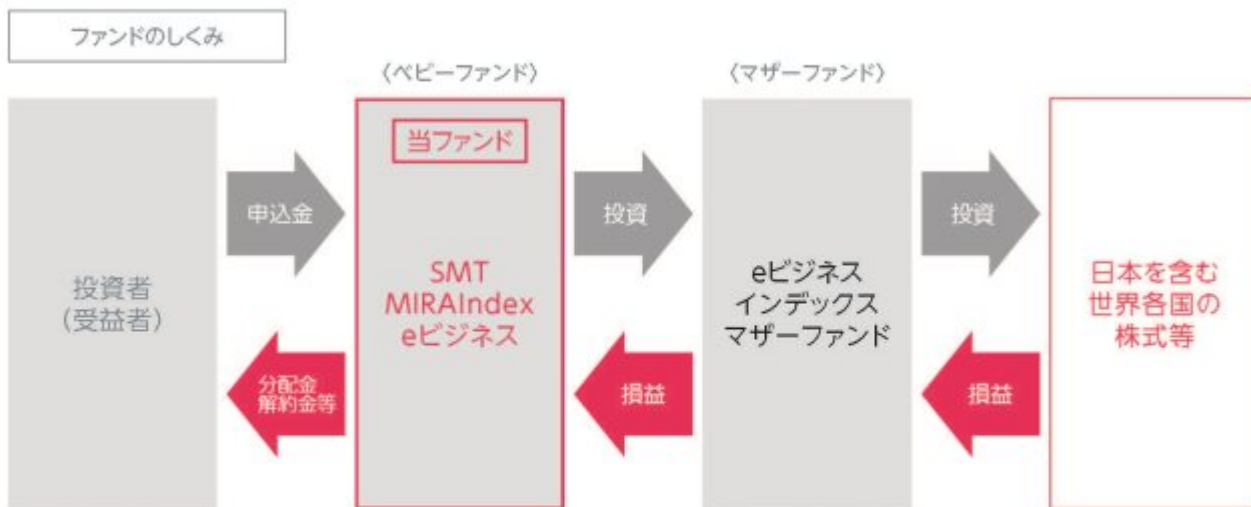 ファンドのしくみ
〈ベビーファンド〉
〈マザーファンド〉
投資者
(受益者)
申込金
分配金
解約金等
当ファンド
SMT
MIRAIndex
eビジネス
投資
損益
eビジネス
インデックス
マザーファンド
投資
損益
日本を含む
世界各国の
株式等